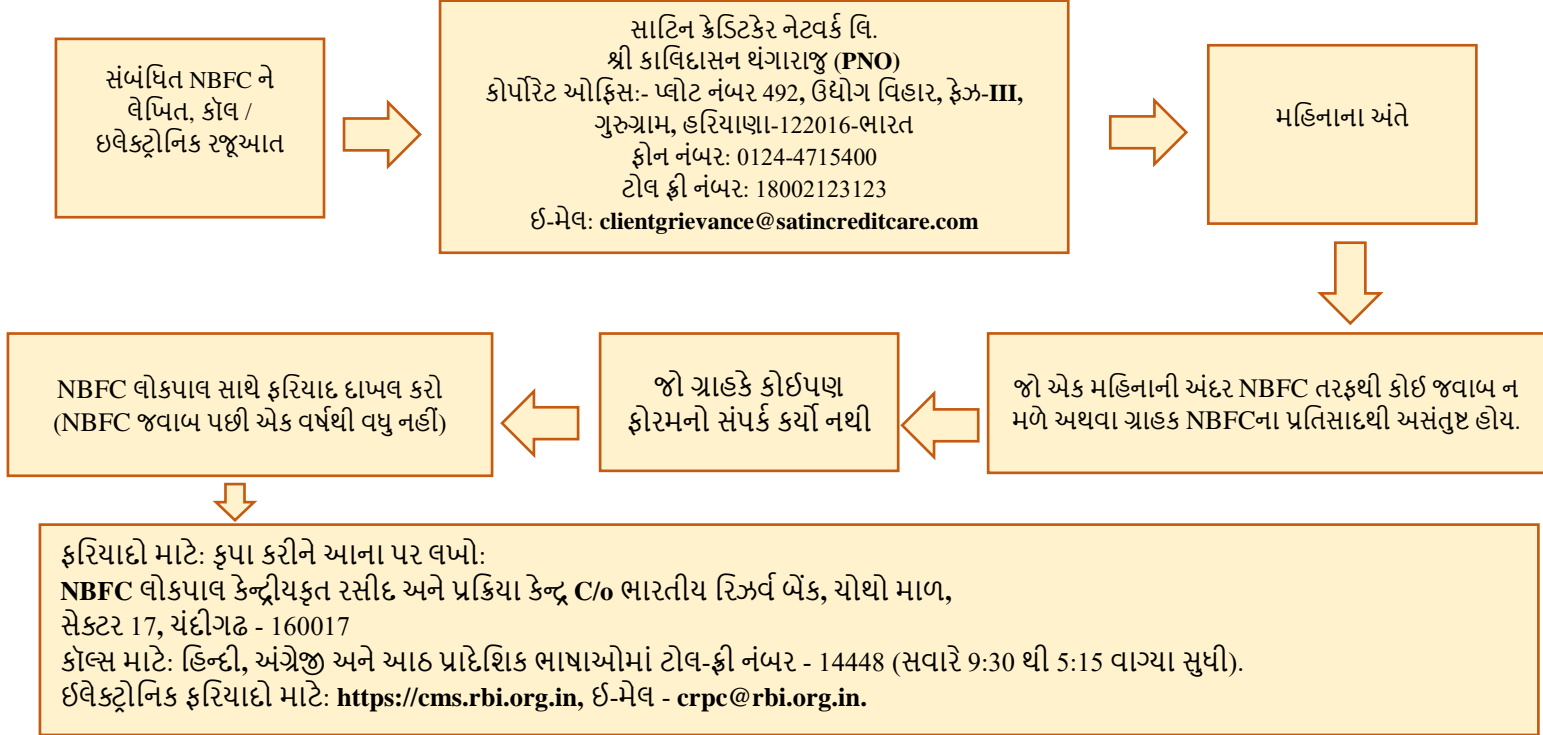 સંબંધિત NBFC ને
લેખિત, કૉલ /
ઇલેક્ટ્રોનિક રજૂઆત
સાટિન ક્રેડિટકેર નેટવર્ક લિ.
શ્રી કાલિદાસન થંગારાજુ (PNO)
કોર્પોરેટ ઓફિસ:- પ્લોટ નંબર 492, ઉદ્યોગ વિહાર, ફેઝ-III,
ગુરુગ્રામ, હરિયાણા-122016-ભારત
ફોન નંબર: 0124-4715400
ટોલ ફ્રી નંબર: 18002123123
ઈ-મેલ: clientgrievance@satincreditcare.com
મહિનાના અંતે
જો એક મહિનાની અંદર NBFC તરફથી કોઈ જવાબ ન
મળે અથવા ગ્રાહક NBFCના પ્રતિસાદથી અસંતુષ્ટ હોય.
જો ગ્રાહકે કોઈપણ
ફોરમનો સંપર્ક કર્યો નથી
NBFC લોકપાલ સાથે ફરિયાદ દાખલ કરો
(NBFC જવાબ પછી એક વર્ષથી વધુ નહીં)
ફરિયાદો માટે: કૃપા કરીને આના પર લખો:
NBFC લોકપાલ કેન્દ્રીયકૃત રસીદ અને પ્રક્રિયા કેન્દ્ર C/o ભારતીય રિઝર્વ બેંક, ચોથો માળ,
સેક્ટર 17, ચંદીગઢ - 160017
કૉલ્સ માટે: હિન્દી, અંગ્રેજી અને આઠ પ્રાદેશિક ભાષાઓમાં ટોલ-ફ્રી નંબર - 14448 (સવારે 9:30 થી 5:15 વાગ્યા સુધી).
ઈલેક્ટ્રોનિક ફરિયાદો માટે: https://cms.rbi.org.in, ઈ-મેલ - crpc@rbi.org.in.